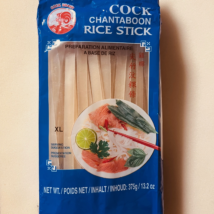 COCK
CHANTABOON
RICE STICK
PREPARATION ALIMENTAIRE
A BASE DE RIZ
XL
NET WT. / POIDS NET / INHALT / INHOUD: 375g / 13.2 oz